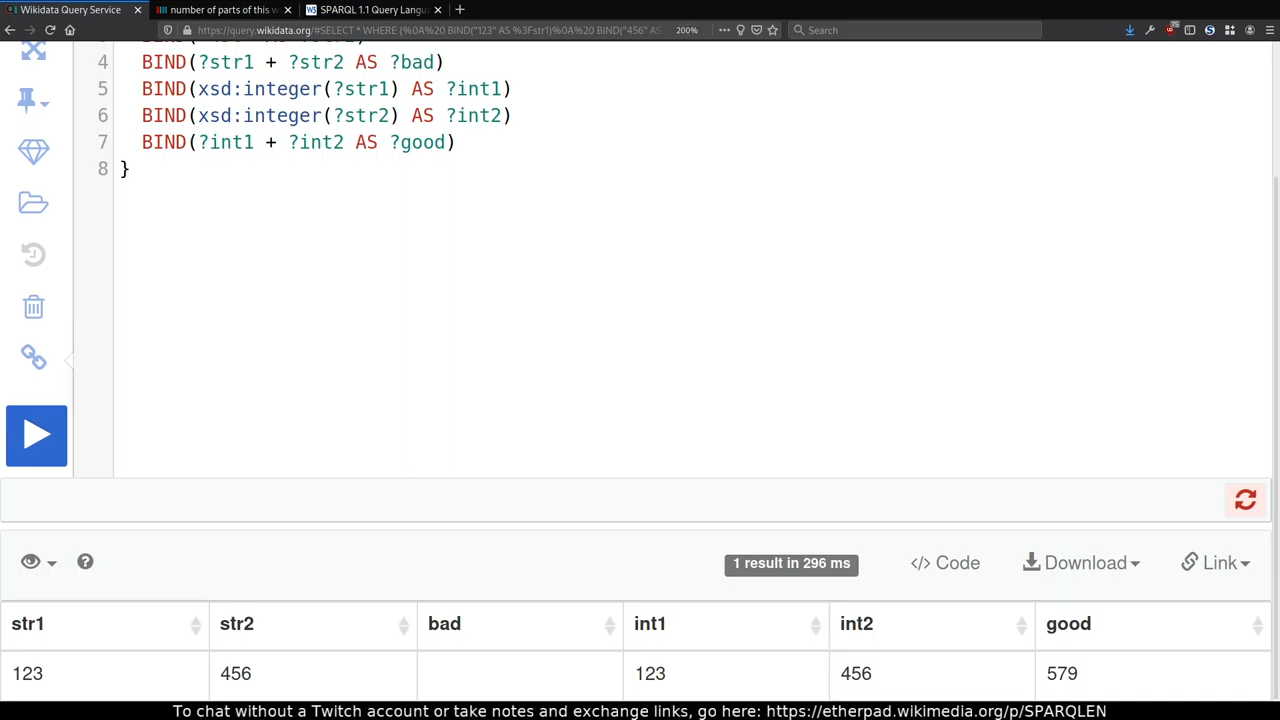 Wikidata Query Service
number of parts of this w
SPARQL 1.1 Query Langua
https://query.wikidata.org/#SELECT * WHERE {%0A%20 BIND("123" AS %3Fstr1)%0A%20 BIND("456" AS
200%
Search
4 BIND(?str1 + ?str2 AS ?bad)
5 BIND(xsd:integer(?str1) AS ?int1)
6 BIND(xsd:integer(?str2) AS ?int2)
7 BIND(?int1 + ?int2 AS ?good)
8 }
1 result in 296 ms
</> Code
Download
Link
str1 str2 bad int1 int2 good
123 456 123 456 579
To chat without a Twitch account or take notes and exchange links, go here: https://etherpad.wikimedia.org/p/SPARQLEN